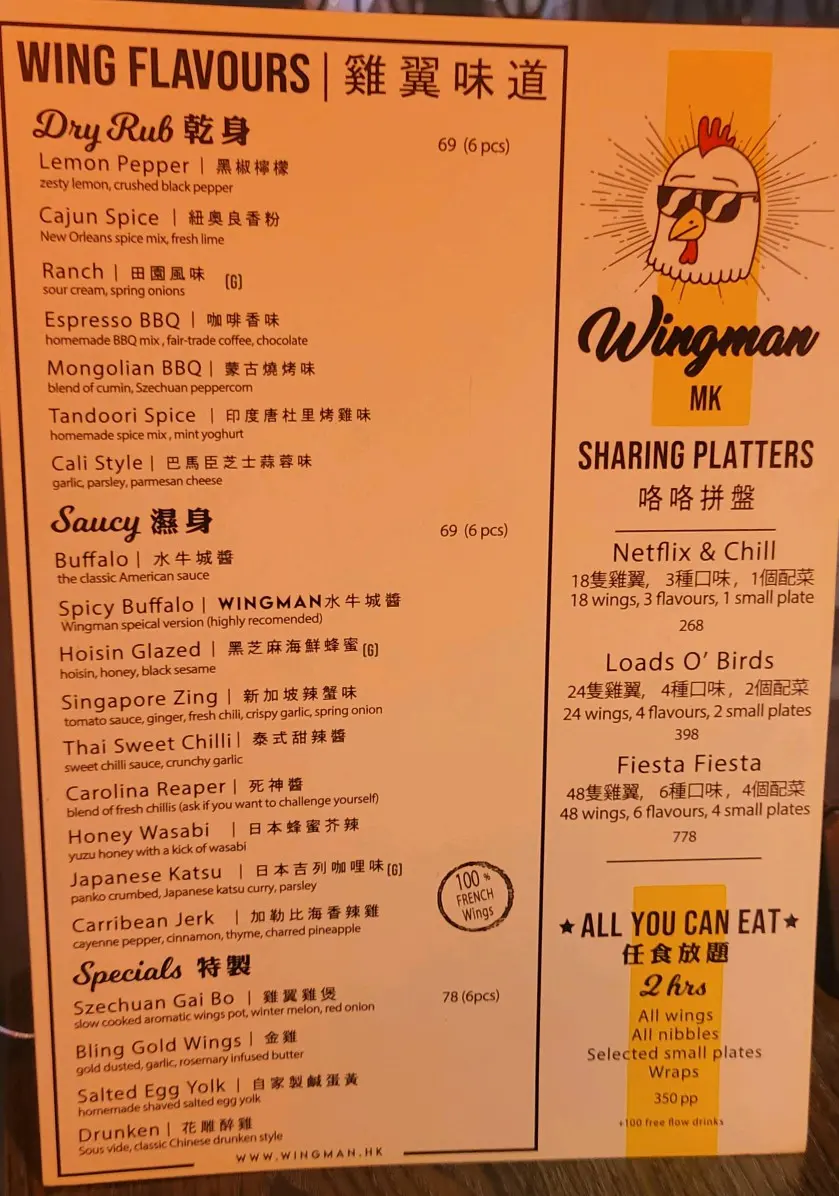 WING FLAVOURS | 雞翼味道
Dry Rub 乾身
69 (6 pcs)
Lemon Pepper | 黑椒檸檬
zesty lemon, crushed black pepper
Cajun Spice | 紐奧良香粉
New Orleans spice mix, fresh lime
Ranch | 田園風味 (G)
sour cream, spring onions
Espresso BBQ | 咖啡香味
homemade BBQ mix, fair-trade coffee, chocolate
Mongolian BBQ | 蒙古燒烤味
blend of cumin, Szechuan peppercorn
Tandoori Spice | 印度唐杜里烤雞味
homemade spice mix, mint yoghurt
Cali Style | 巴馬臣芝士蒜蓉味
garlic, parsley, parmesan cheese
Saucy 濕身
69 (6 pcs)
Buffalo | 水牛城醬
the classic American sauce
Spicy Buffalo | WINGMAN水牛城醬
Wingman speical version (highly recomended)
Hoisin Glazed | 黑芝麻海鮮蜂蜜 (G)
hoisin, honey, black sesame
Singapore Zing | 新加坡辣蟹味
tomato sauce, ginger, fresh chili, crispy garlic, spring onion
Thai Sweet Chilli | 泰式甜辣醬
sweet chilli sauce, crunchy garlic
Carolina Reaper | 死神醬
blend of fresh chillis (ask if you want to challenge yourself)
Honey Wasabi | 日本蜂蜜芥辣
yuzu honey with a kick of wasabi
Japanese Katsu | 日本吉列咖哩味 (G)
panko crumbed, Japanese katsu curry, parsley
Carribean Jerk | 加勒比海香辣雞
cayenne pepper, cinnamon, thyme, charred pineapple
100%
FRENCH
Wings
Specials 特製
Szechuan Gai Bo | 雞翼雞煲
78 (6pcs)
slow cooked aromatic wings pot, winter melon, red onion
Bling Gold Wings | 金雞
gold dusted, garlic, rosemary infused butter
Salted Egg Yolk | 自家製鹹蛋黃
homemade shaved salted egg yolk
Drunken | 花雕醉雞
Sous vide, classic Chinese drunken style
WWW.WINGMAN.HK
Wingman
MK
SHARING PLATTERS
咯咯拼盤
Netflix & Chill
18隻雞翼, 3種口味, 1個配菜
18 wings, 3 flavours, 1 small plate
268
Loads O' Birds
24隻雞翼, 4種口味, 2個配菜
24 wings, 4 flavours, 2 small plates
398
Fiesta Fiesta
48隻雞翼, 6種口味, 4個配菜
48 wings, 6 flavours, 4 small plates
778
★ALL YOU CAN EAT★
任食放題
2 hrs
All wings
All nibbles
Selected small plates
Wraps
350 pp
+100 free flow drinks